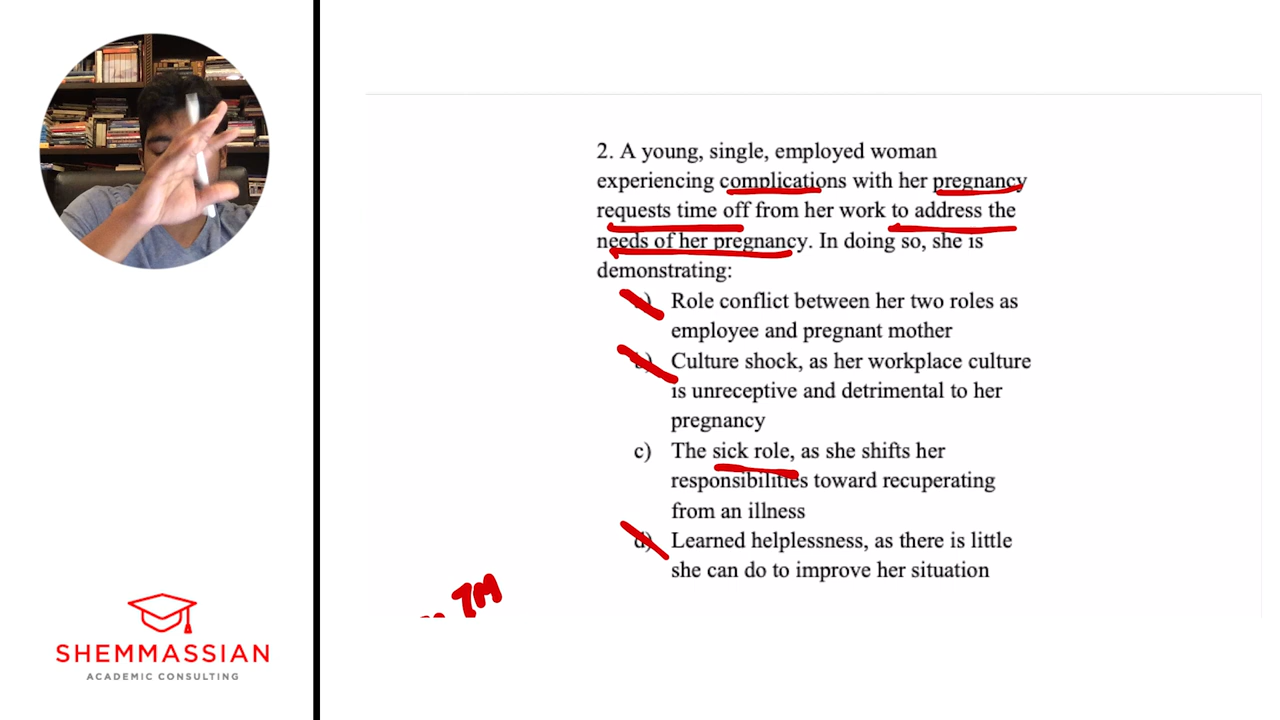 2. A young, single, employed woman
experiencing complications with her pregnancy
requests time off from her work to address the
needs of her pregnancy. In doing so, she is
demonstrating:
Role conflict between her two roles as
employee and pregnant mother
Culture shock, as her workplace culture
is unreceptive and detrimental to her
pregnancy
c) The sick role, as she shifts her
responsibilities toward recuperating
from an illness
d) Learned helplessness, as there is little
she can do to improve her situation
SHEMMASSIAN
ACADEMIC CONSULTING